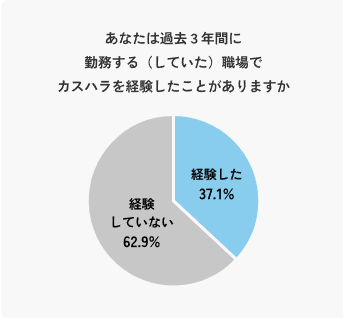 あなたは過去３年間に
勤務する（していた）職場で
カスハラを経験したことがありますか
経験した
37.1%
経験
していない
62.9%